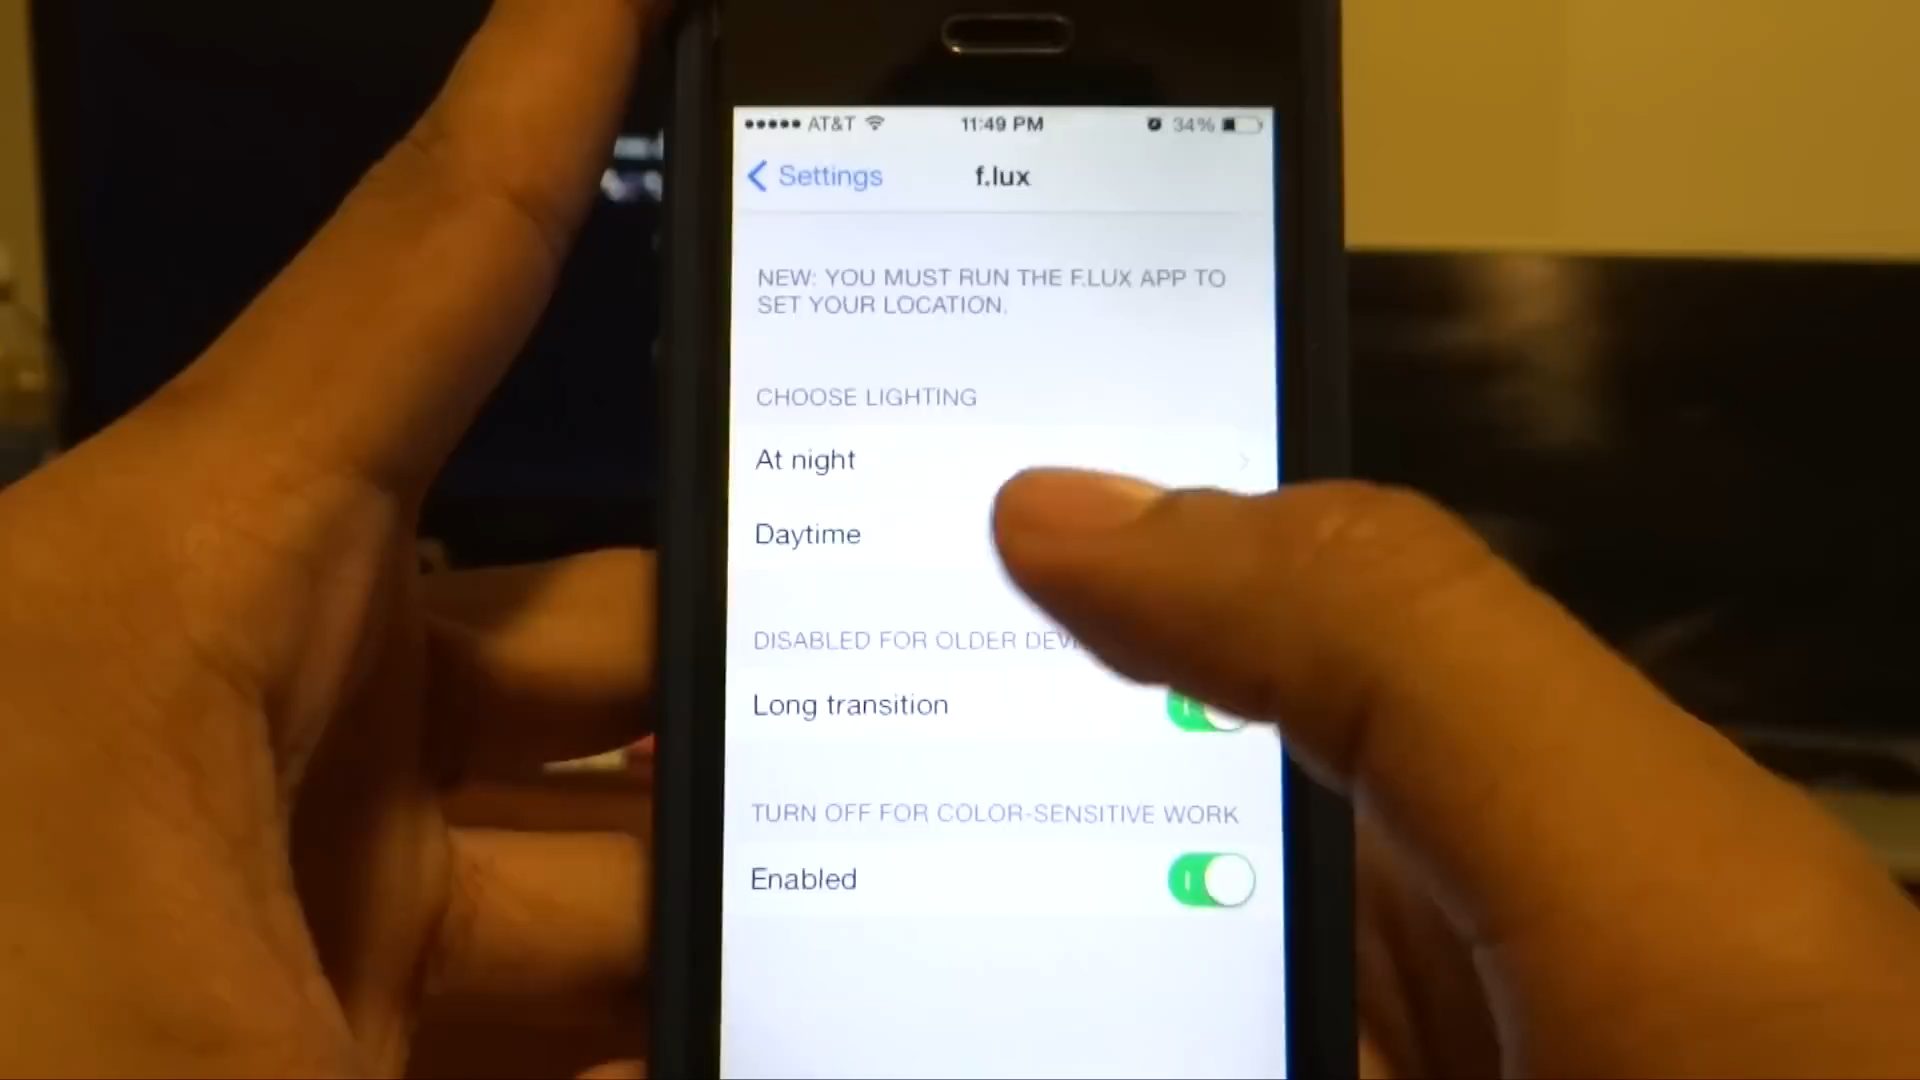 AT&T 11:49 PM 34%
Settings f.lux
NEW: YOU MUST RUN THE F.LUX APP TO
SET YOUR LOCATION.
CHOOSE LIGHTING
At night
Daytime
DISABLED FOR OLDER
Long transition
TURN OFF FOR COLOR-SENSITIVE WORK
Enabled